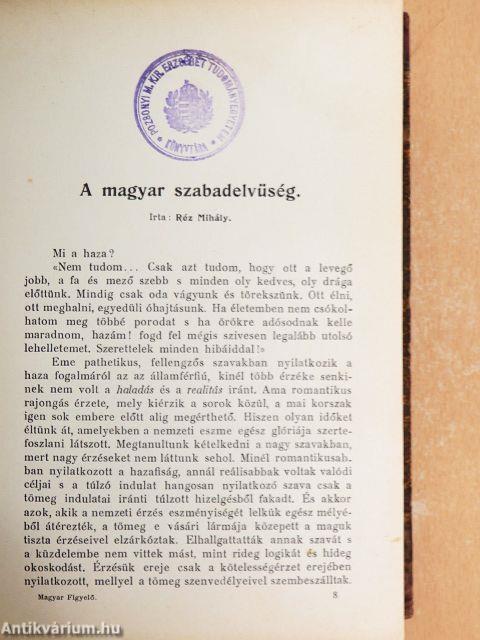 POZSONYI M. KIR. ERZSÉBET TUDOMÁNYEGYETEM
KÖNYVTÁRA
A magyar szabadelvűség.
Irta: Réz Mihály.
Mi a haza?
«Nem tudom... Csak azt tudom, hogy ott a levegő
jobb, a fa és mező szebb s minden oly kedves, oly drága
előttünk. Mindig csak oda vágyunk és törekszünk. Ott élni,
ott meghalni, egyedüli óhajtásunk. Ha életemben nem csókol-
hatom meg többé porodat s ha örökre adósodnak kelle
maradnom, hazám! fogd fel mégis szivesen legalább utolsó
lehelletemet. Szerettelek minden hibáiddal!»
Eme pathetikus, fellengzős szavakban nyilatkozik a
haza fogalmáról az az államférfiú, kinél több érzéke senki-
nek nem volt a haladás és a realitás iránt. Ama romantikus
rajongás érzete, mely kiérzik a sorok közül, a mai korszak
igen sok embere előtt alig megérthető. Hiszen olyan időket
éltünk át, amelyekben a nemzeti eszme egész glóriája szerte-
foszlani látszott. Megtanultunk kételkedni a nagy szavakban,
mert nagy érzéseket nem láttunk sehol. Minél romantikusab-
ban nyilatkozott a hazafiság, annál reálisabbak voltak valódi
céljai s a túlzó indulat hangosan nyilatkozó szava csak a
tömeg indulatai iránti túlzott hizelgésből fakadt. És akkor
azok, akik a nemzeti érzés eszményiségét lelkük egész mélyé-
ből átérezték, a tömeg e vásári lármája közepett a maguk
tiszta érzéseivel elzárkóztak. Elhallgattatták annak szavát s
a küzdelembe nem vittek mást, mint rideg logikát és hideg
okoskodást. Érzésük ereje csak a kötelességérzet erejében
nyilatkozott, mellyel a tömeg szenvedélyeivel szembeszálltak.
Magyar Figyelő.
8
Antikvárium.hu